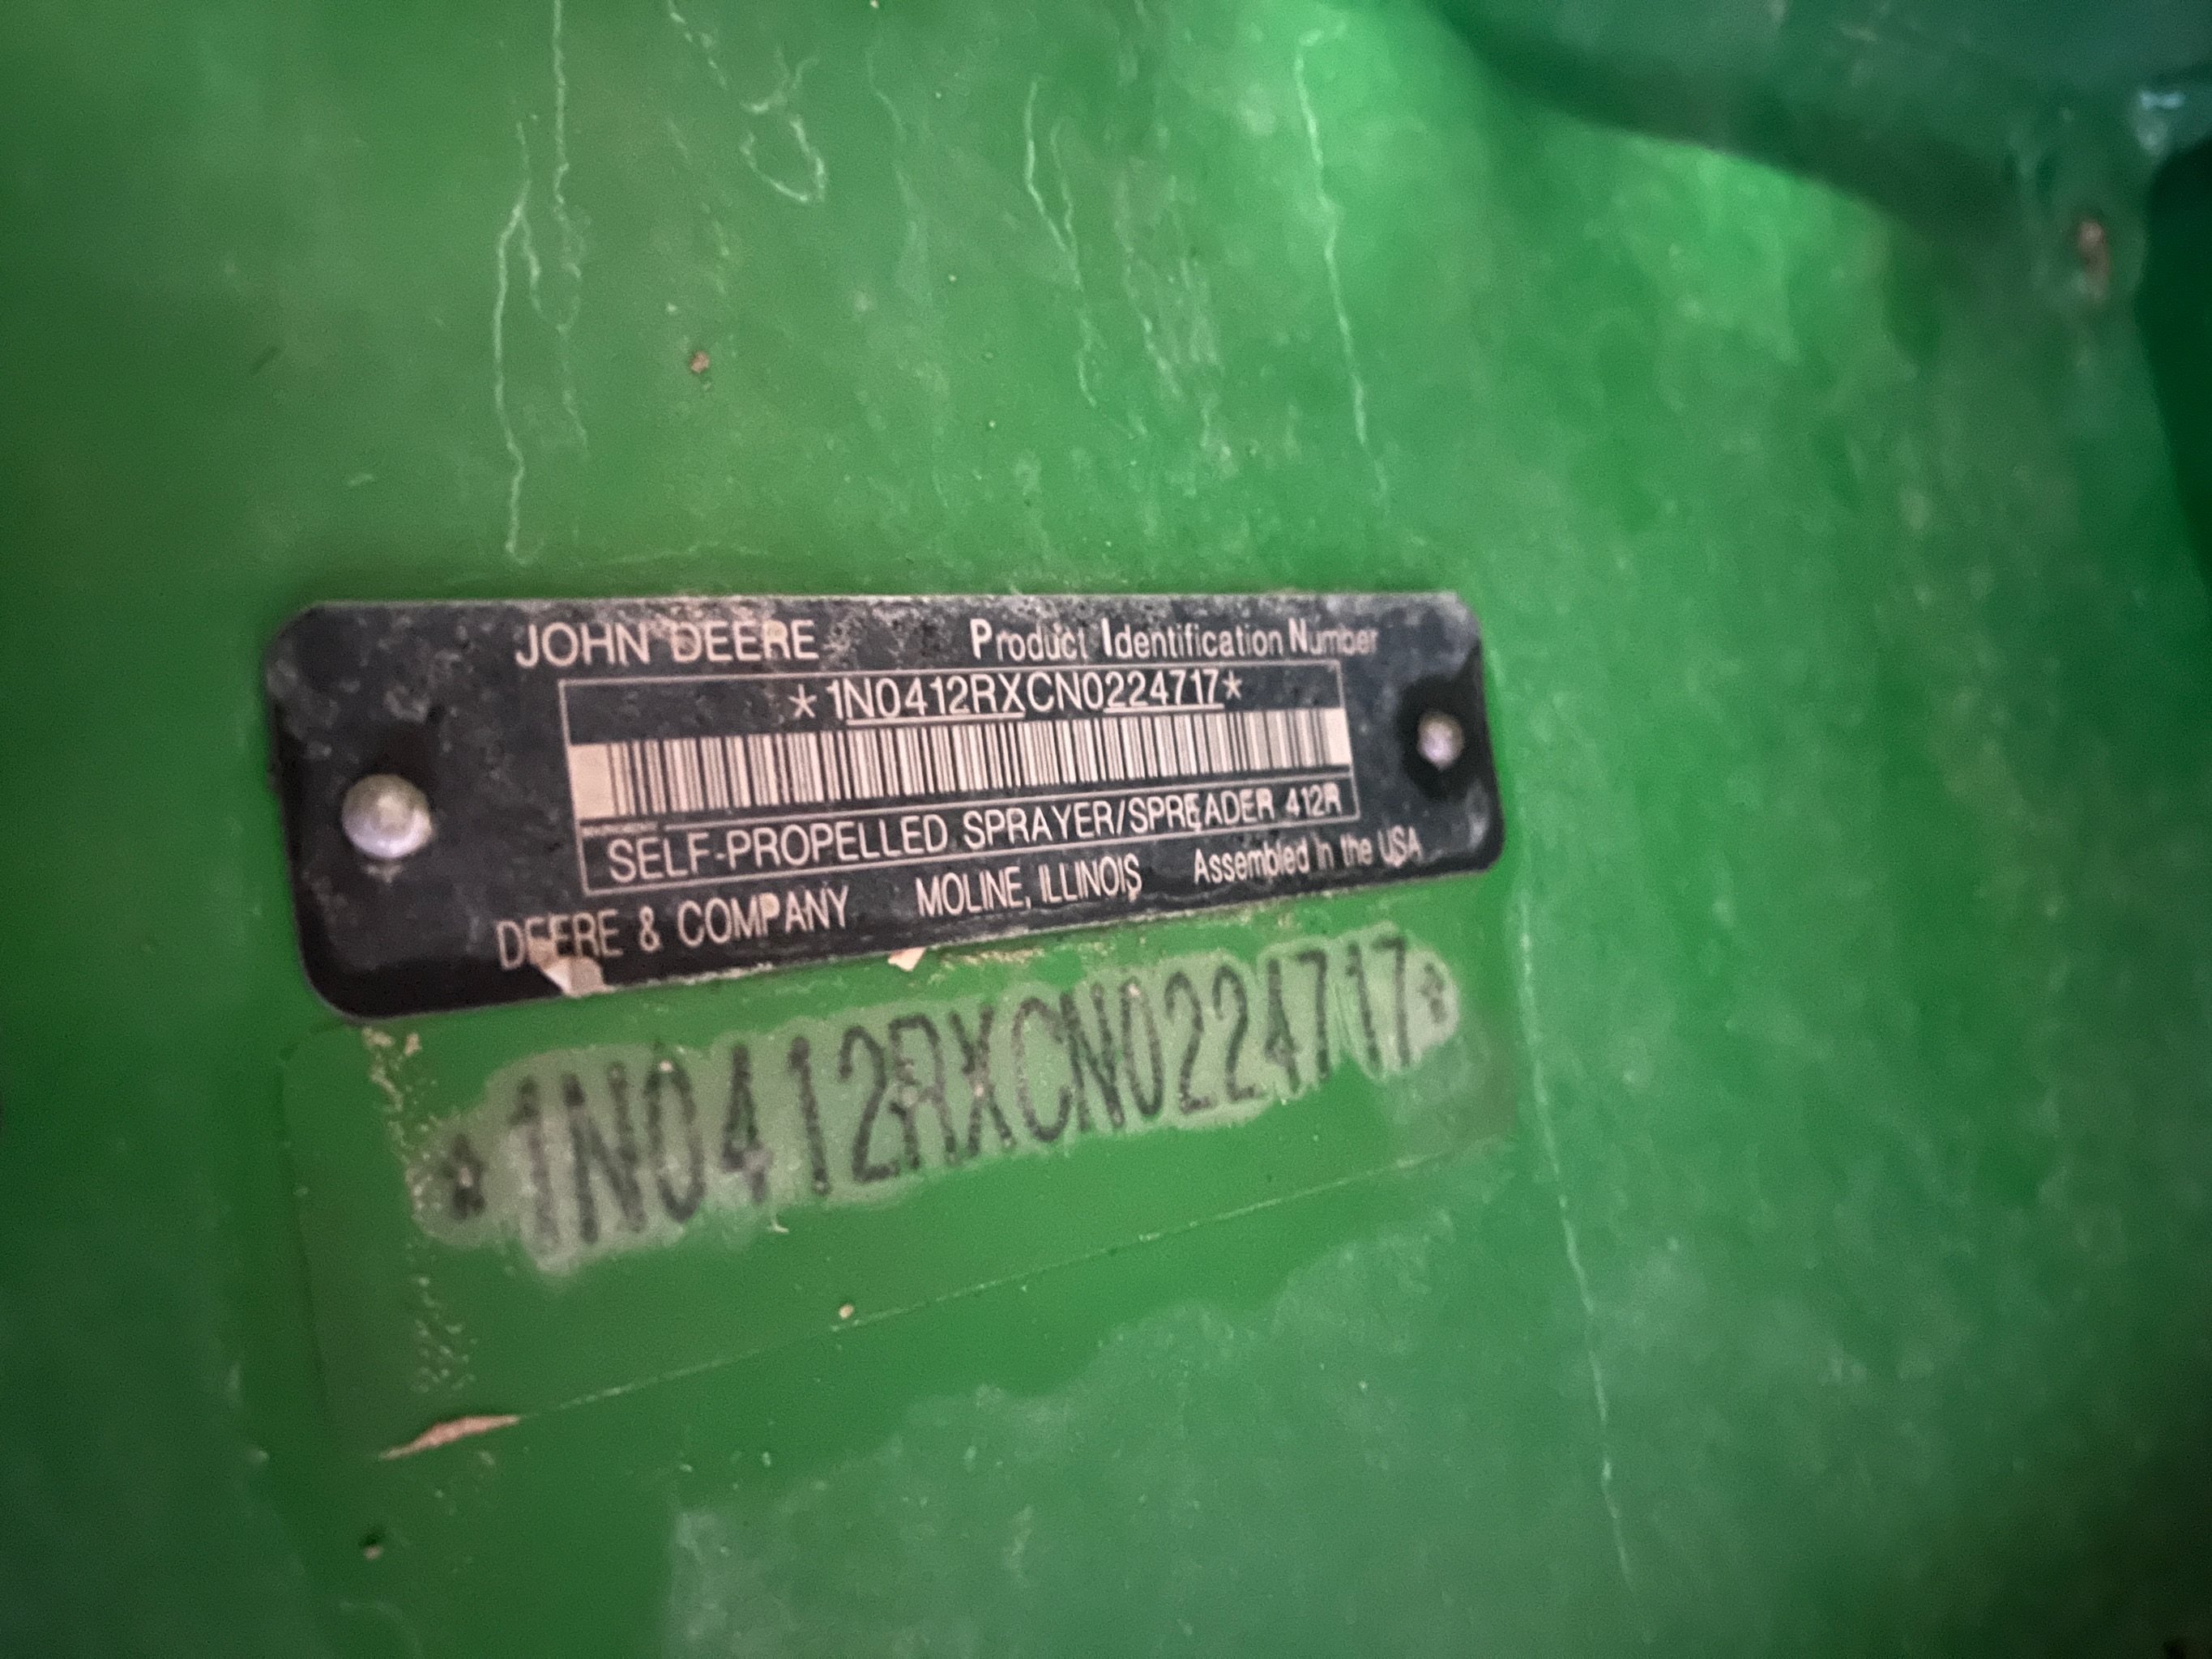 JOHN DEERE Product Identification Number
*1N0412RXCN0224717*
SELF-PROPELLED SPRAYER/SPREADER 412R
DEERE & COMPANY MOLINE, ILLINOIS Assembled in the USA
*1N0412RXCN0224717*